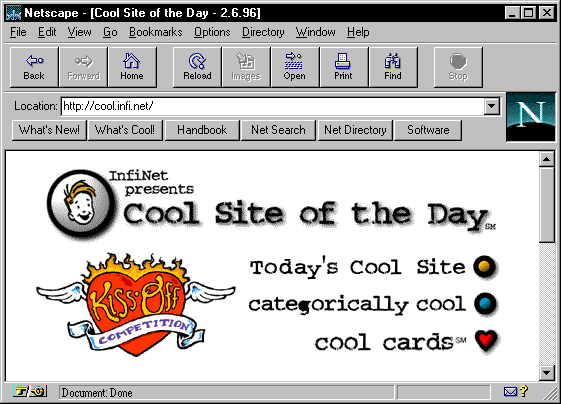 Netscape - [Cool Site of the Day - 2.6.96]
File Edit View Go Bookmarks Options Directory Window Help
Back Forward Home Reload Images Open Print Find Stop
Location: http://cool.infi.net/
N
What's New! What's Cool! Handbook Net Search Net Directory Software
InfiNet
presents
Cool Site of the Day SM
Kiss-Off
COMPETITION
Today's Cool Site
categorically cool
cool cards SM
Document: Done
?